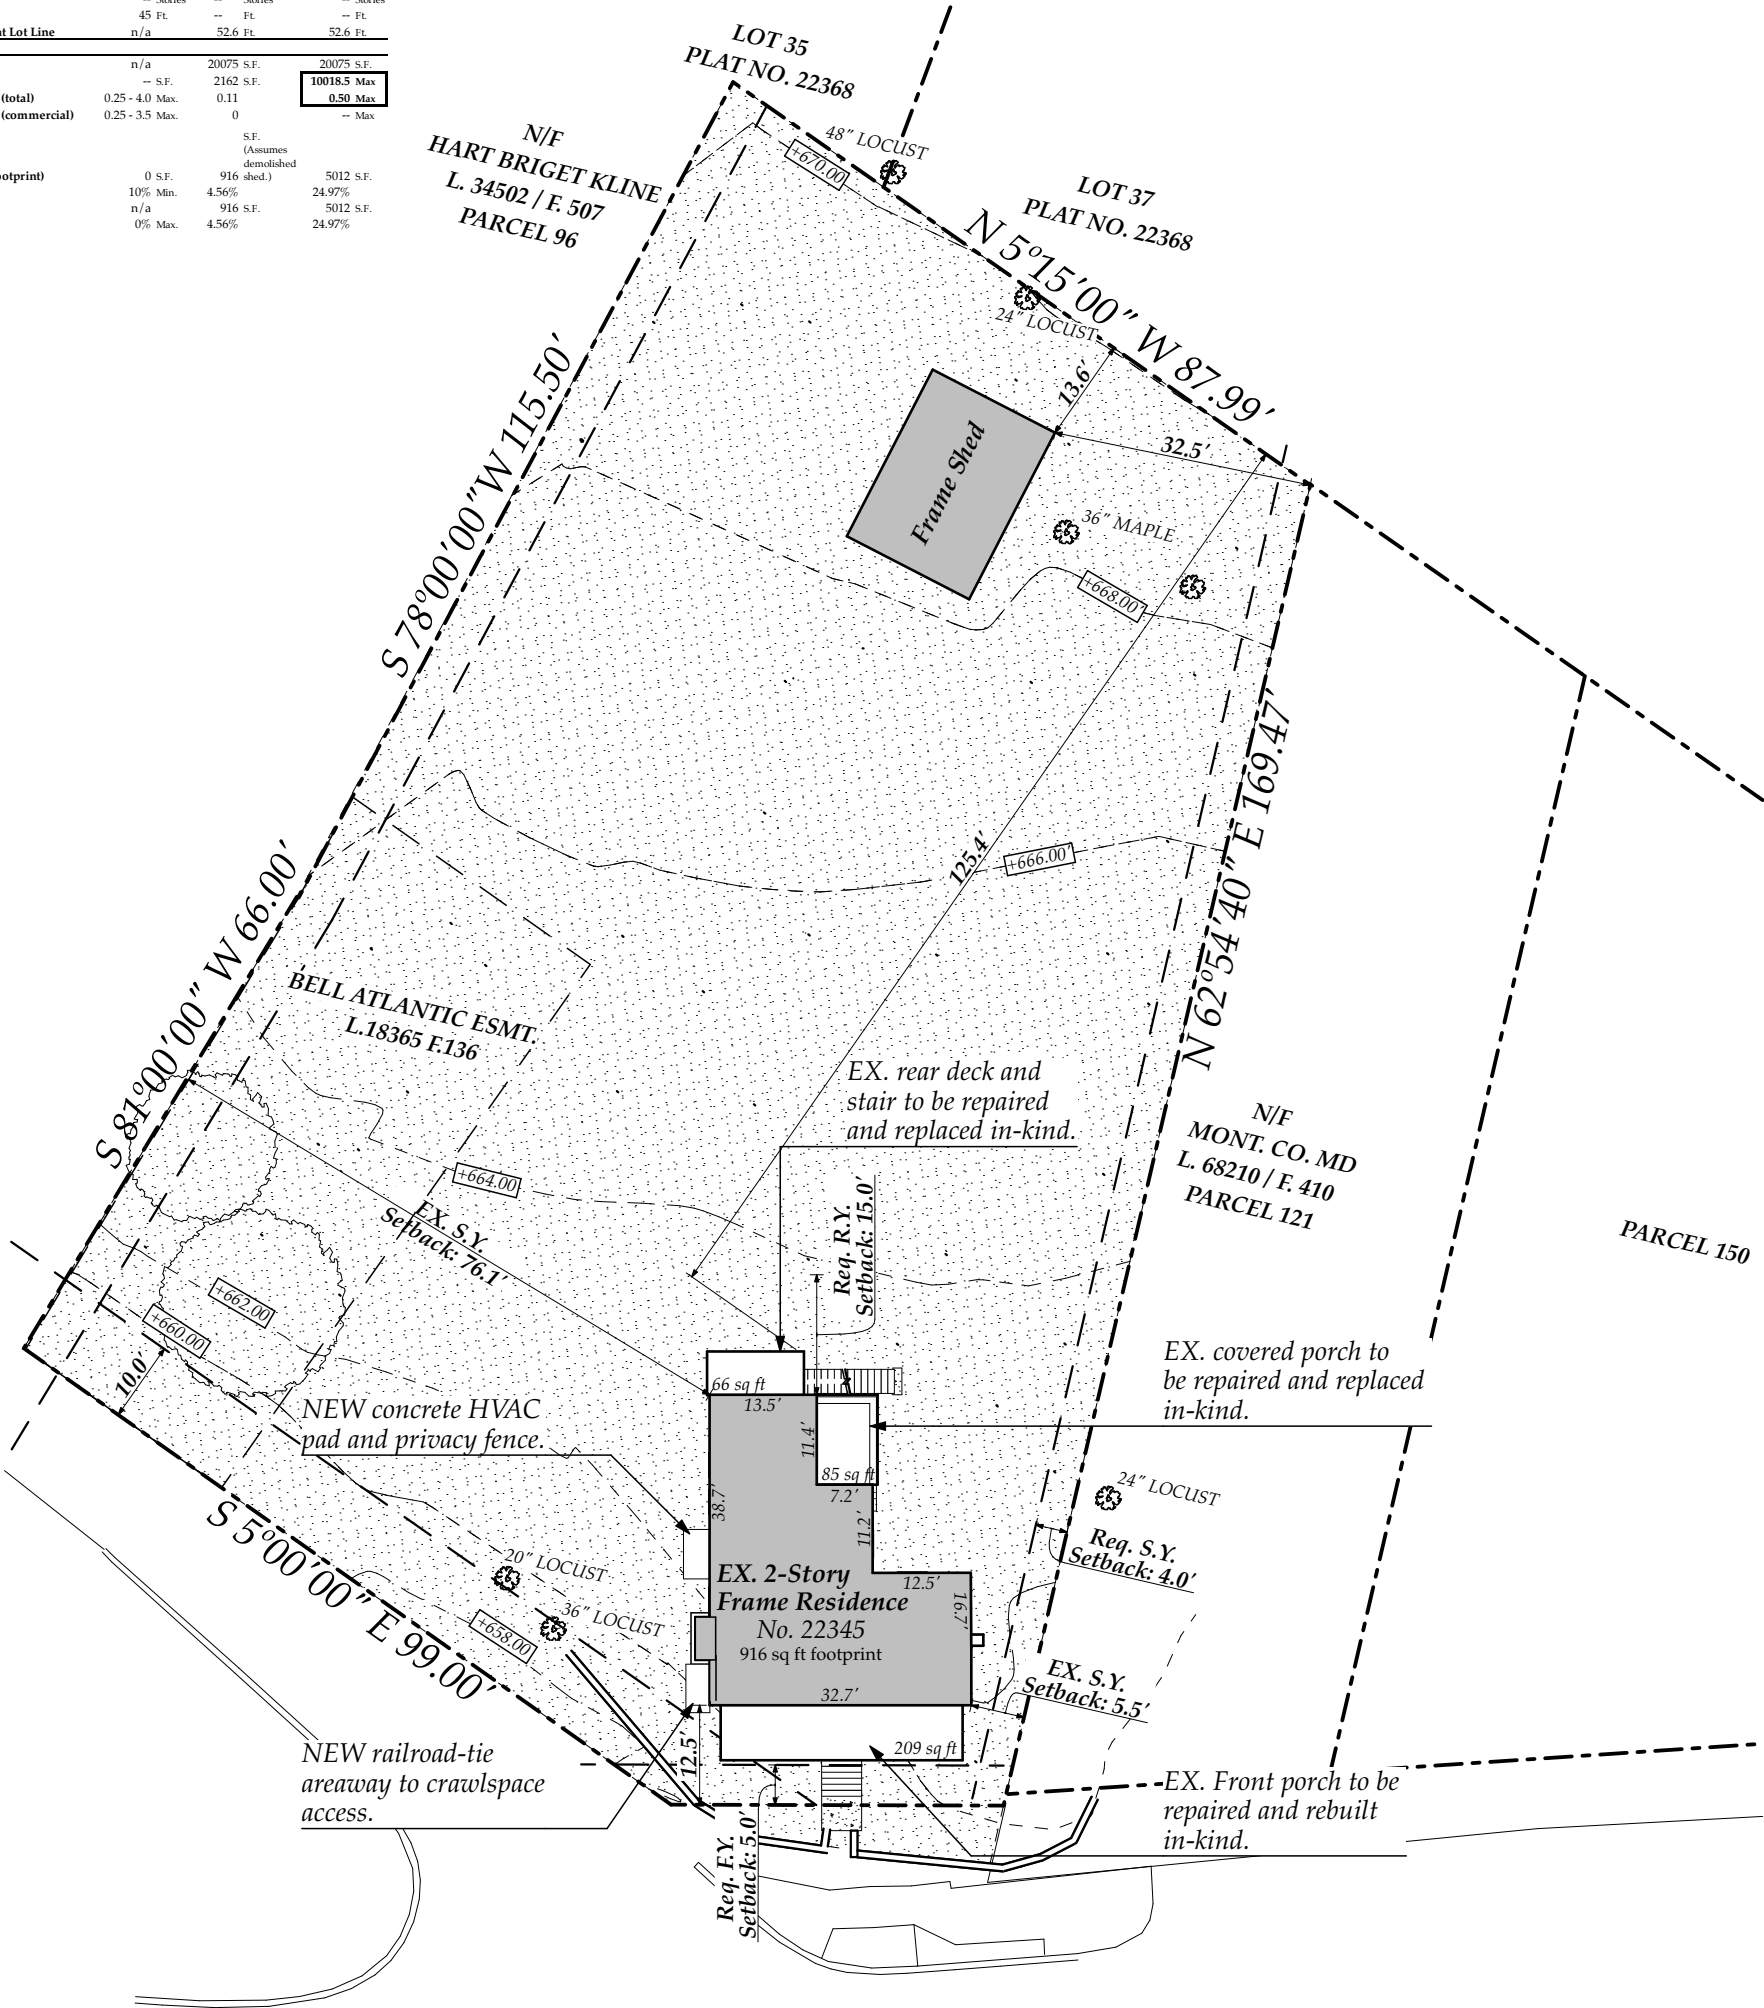 -- Stories -- Stories -- Stories
45 Ft. -- Ft. -- Ft.
t Lot Line n/a 52.6 Ft. 52.6 Ft.
n/a 20075 S.F. 20075 S.F.
-- S.F. 2162 S.F. 10018.5 Max
(total) 0.25 - 4.0 Max. 0.11 0.50 Max
(commercial) 0.25 - 3.5 Max. 0 -- Max
S.F.
(Assumes
demolished
otprint) 0 S.F. 916 shed.) 5012 S.F.
10% Min. 4.56% 24.97%
n/a 916 S.F. 5012 S.F.
0% Max. 4.56% 24.97%
LOT 35
PLAT NO. 22368
N/F
HART BRIGET KLINE
L. 34502 / F. 507
PARCEL 96
48" LOCUST
+670.00
LOT 37
PLAT NO. 22368
N 5°15'00" W 87.99'
24" LOCUST
13.6'
32.5'
Frame Shed
36" MAPLE
+668.00'
S 78°00'00"W 115.50'
N 62°54'40" E 169.47'
125.4'
+666.00'
S 81°00'00" W 66.00'
BELL ATLANTIC ESMT.
L.18365 F.136
EX. rear deck and
stair to be repaired
and replaced in-kind.
N/F
MONT. CO. MD
L. 68210 / F. 410
PARCEL 121
PARCEL 150
+664.00
EX. S.Y.
Setback: 76.1'
Req. R.Y.
Setback: 15.0'
+662.00
+660.00
10.0'
EX. covered porch to
be repaired and replaced
in-kind.
NEW concrete HVAC
pad and privacy fence.
66 sq ft
13.5'
11.4'
85 sq ft
7.2'
38.7'
11.2'
24" LOCUST
Req. S.Y.
Setback: 4.0'
S 5°00'00" E 99.00'
20" LOCUST
36" LOCUST
+658.00
EX. 2-Story
Frame Residence
No. 22345
916 sq ft footprint
12.5'
16.7'
32.7'
EX. S.Y.
Setback: 5.5'
NEW railroad-tie
areaway to crawlspace
access.
12.5'
209 sq ft
EX. Front porch to be
repaired and rebuilt
in-kind.
Req. F.Y.
Setback: 5.0'